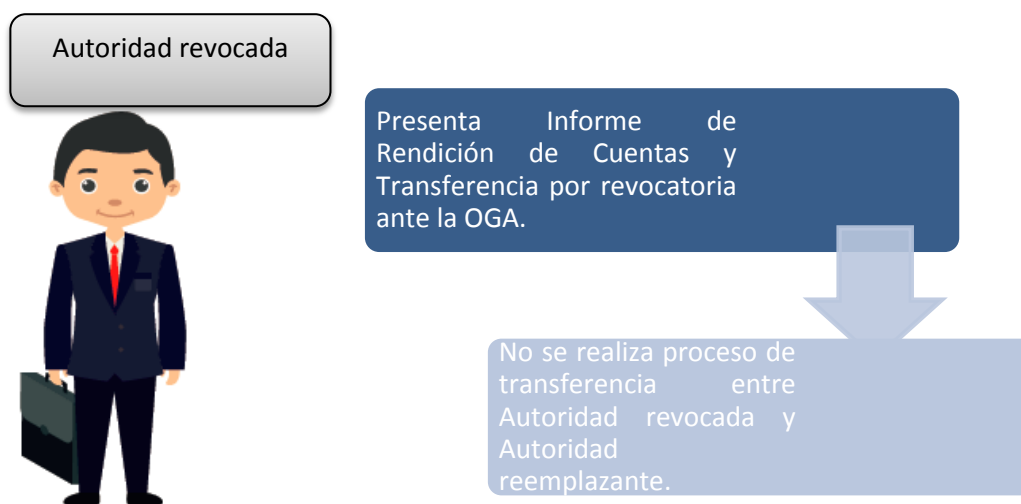 Autoridad revocada
Presenta Informe de
Rendición de Cuentas y
Transferencia por revocatoria
ante la OGA.
No se realiza proceso de
transferencia entre
Autoridad revocada y
Autoridad
reemplazante.